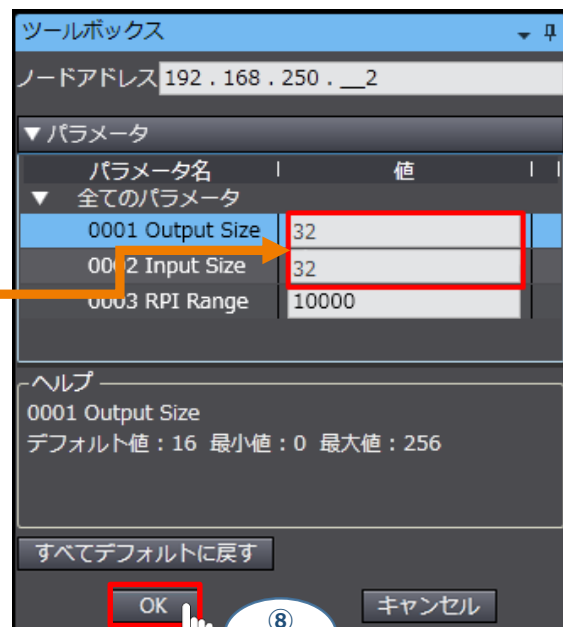 ツールボックス
ノードアドレス 192 . 168 . 250 . __2
▼ パラメータ
パラメータ名 値
▼ 全てのパラメータ
0001 Output Size 32
0002 Input Size 32
0003 RPI Range 10000
ヘルプ
0001 Output Size
デフォルト値：16 最小値：0 最大値：256
すべてデフォルトに戻す
OK キャンセル
⑧